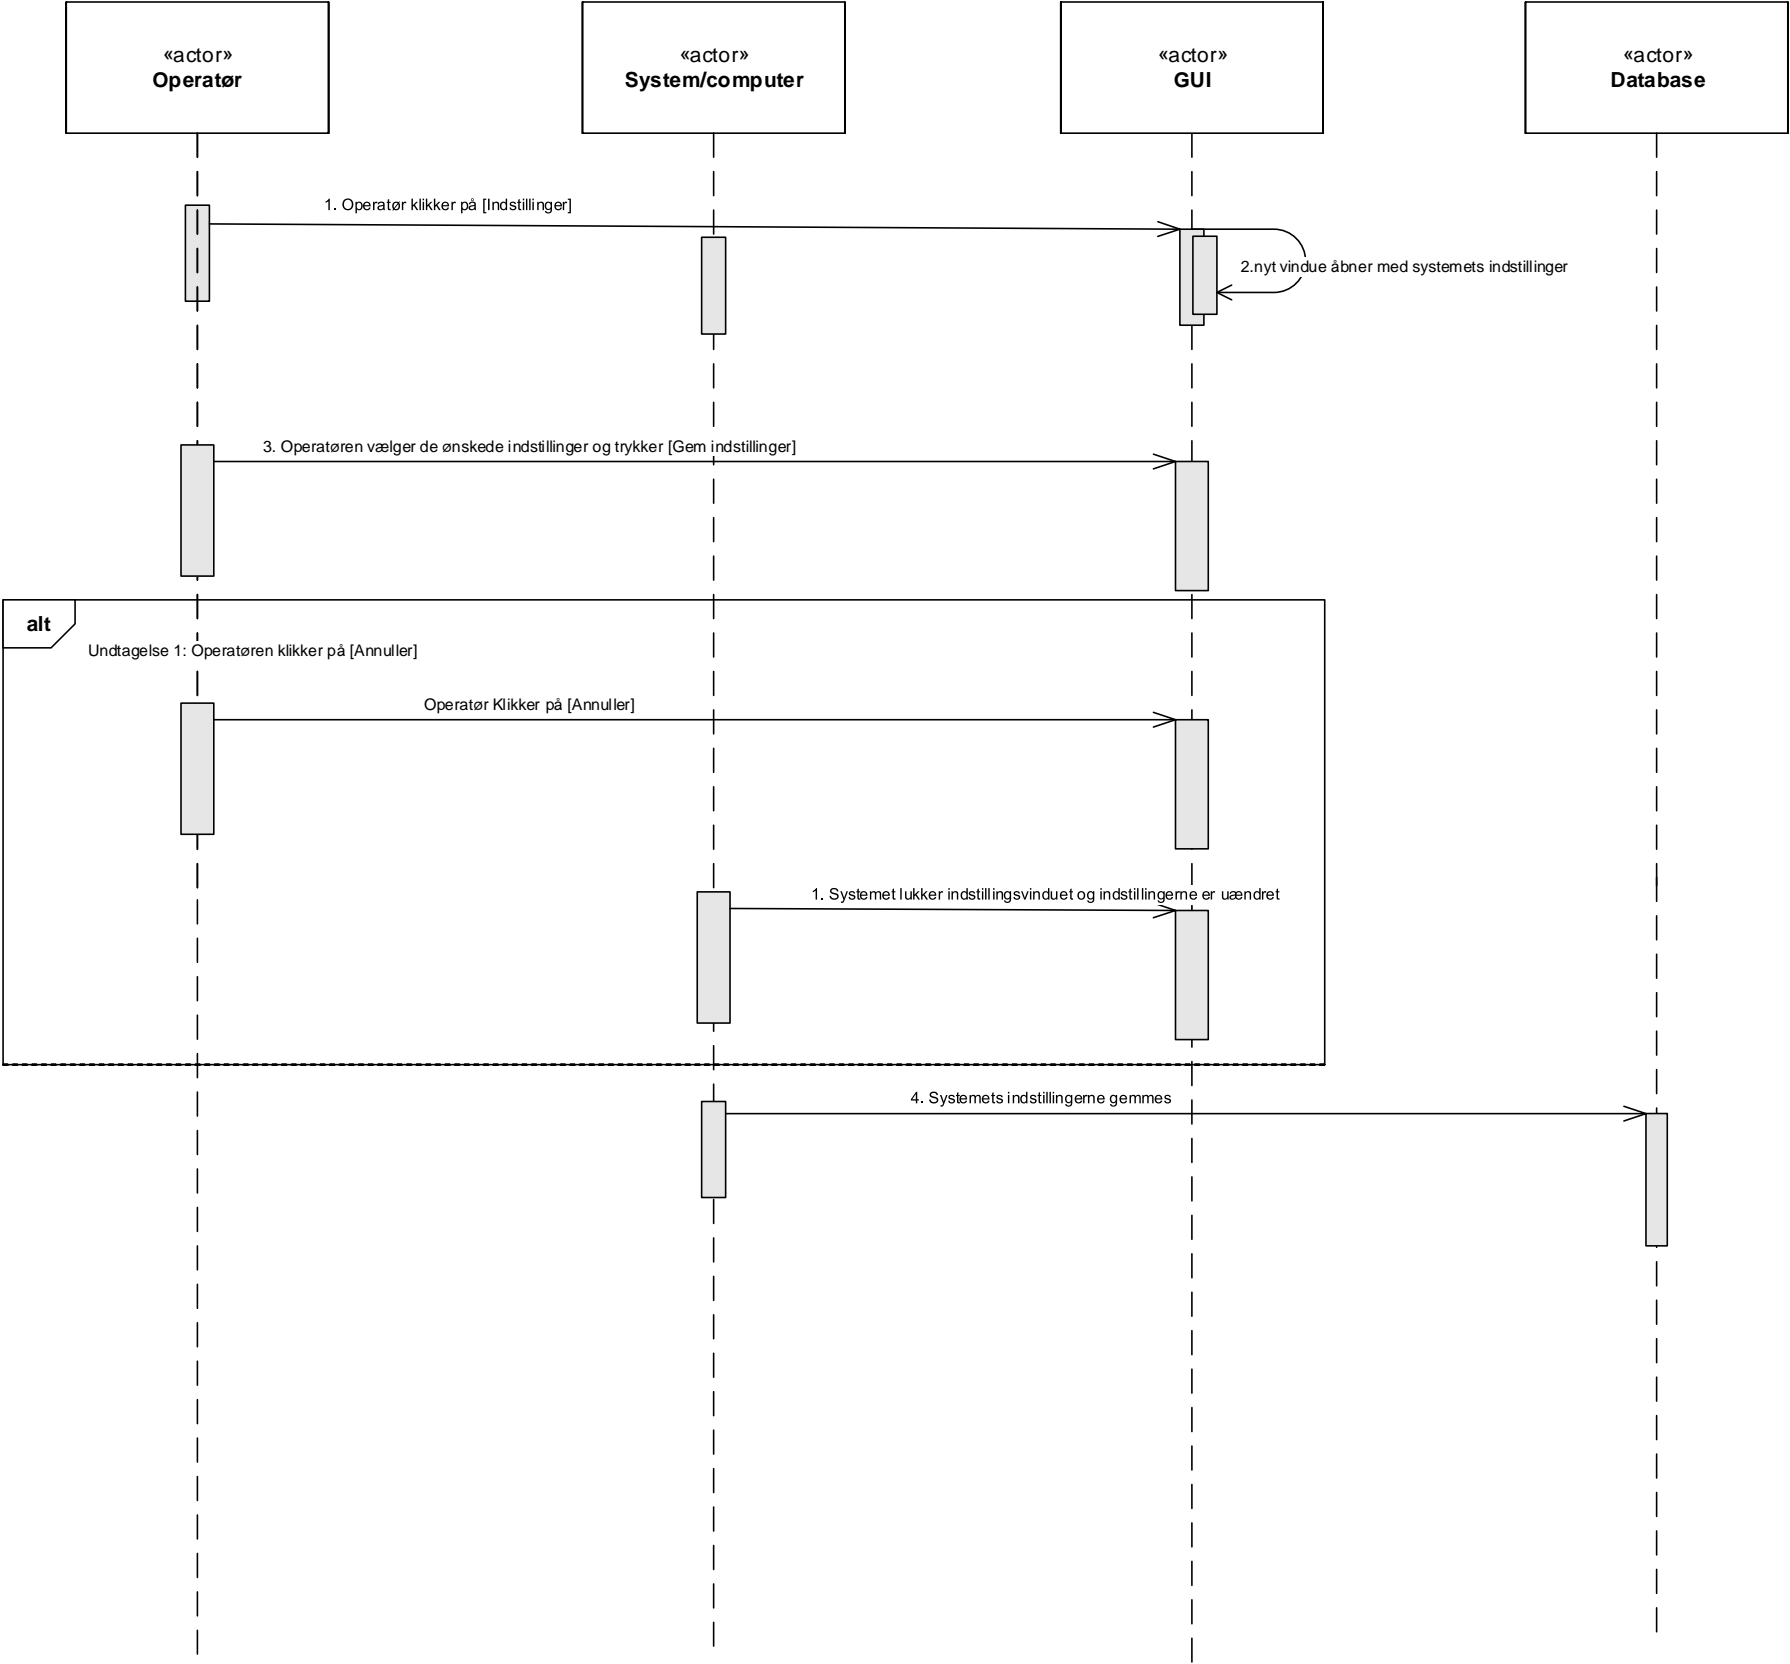 «actor»
Operatør
«actor»
System/computer
«actor»
GUI
«actor»
Database
1. Operatør klikker på [Indstillinger]
2.nyt vindue åbner med systemets indstillinger
3. Operatøren vælger de ønskede indstillinger og trykker [Gem indstillinger]
alt
Undtagelse 1: Operatøren klikker på [Annuller]
Operatør Klikker på [Annuller]
1. Systemet lukker indstillingsvinduet og indstillingerne er uændret
4. Systemets indstillingerne gemmes